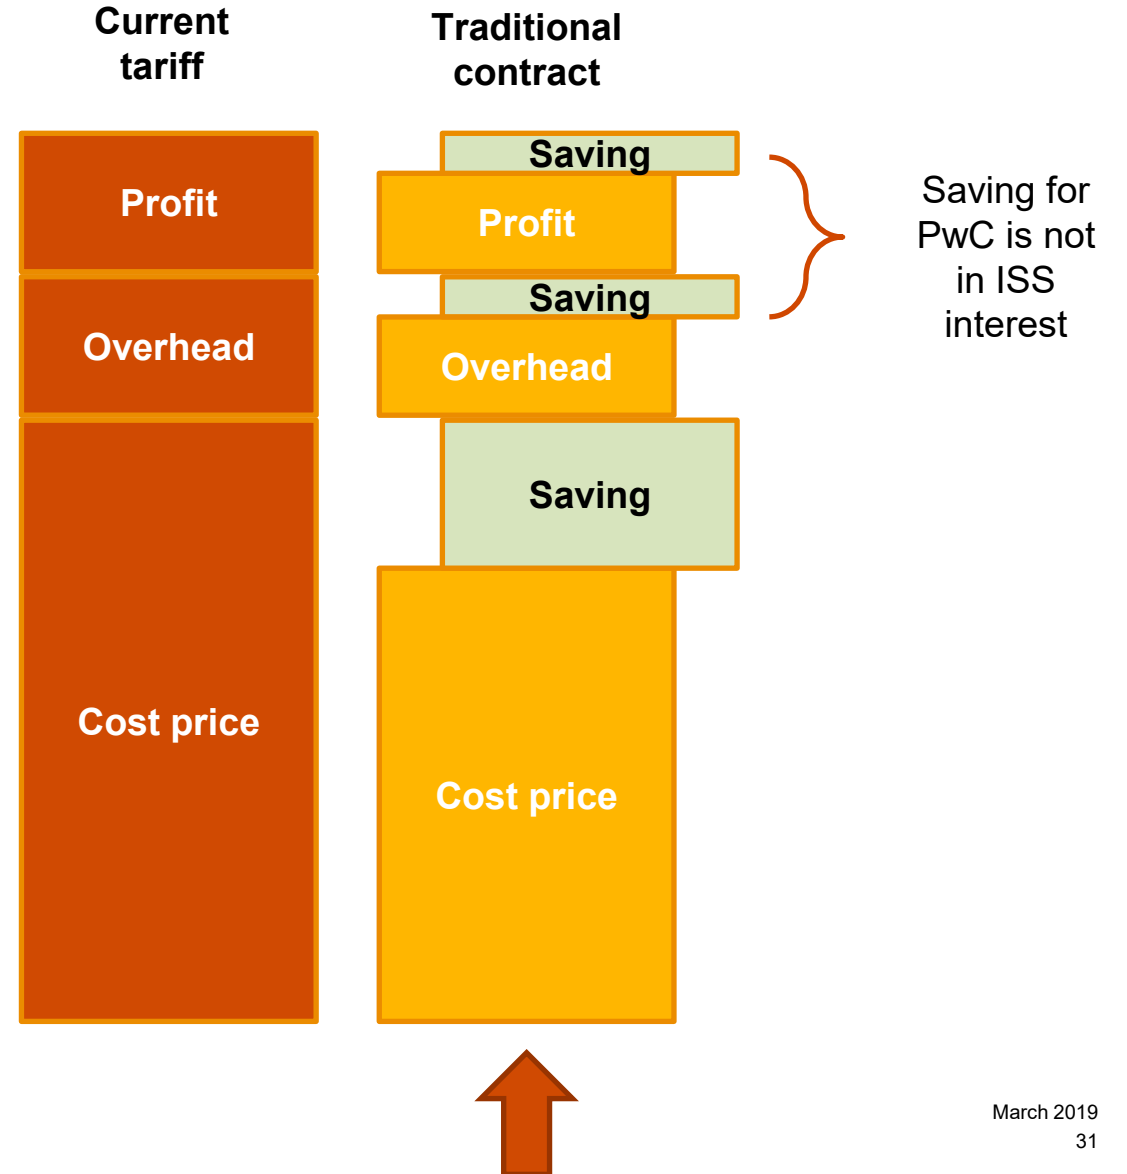 Current
tariff
Traditional
contract
Profit
Overhead
Cost price
Saving
Profit
Saving
Overhead
Saving
Cost price
Saving for
PwC is not
in ISS
interest
March 2019
31